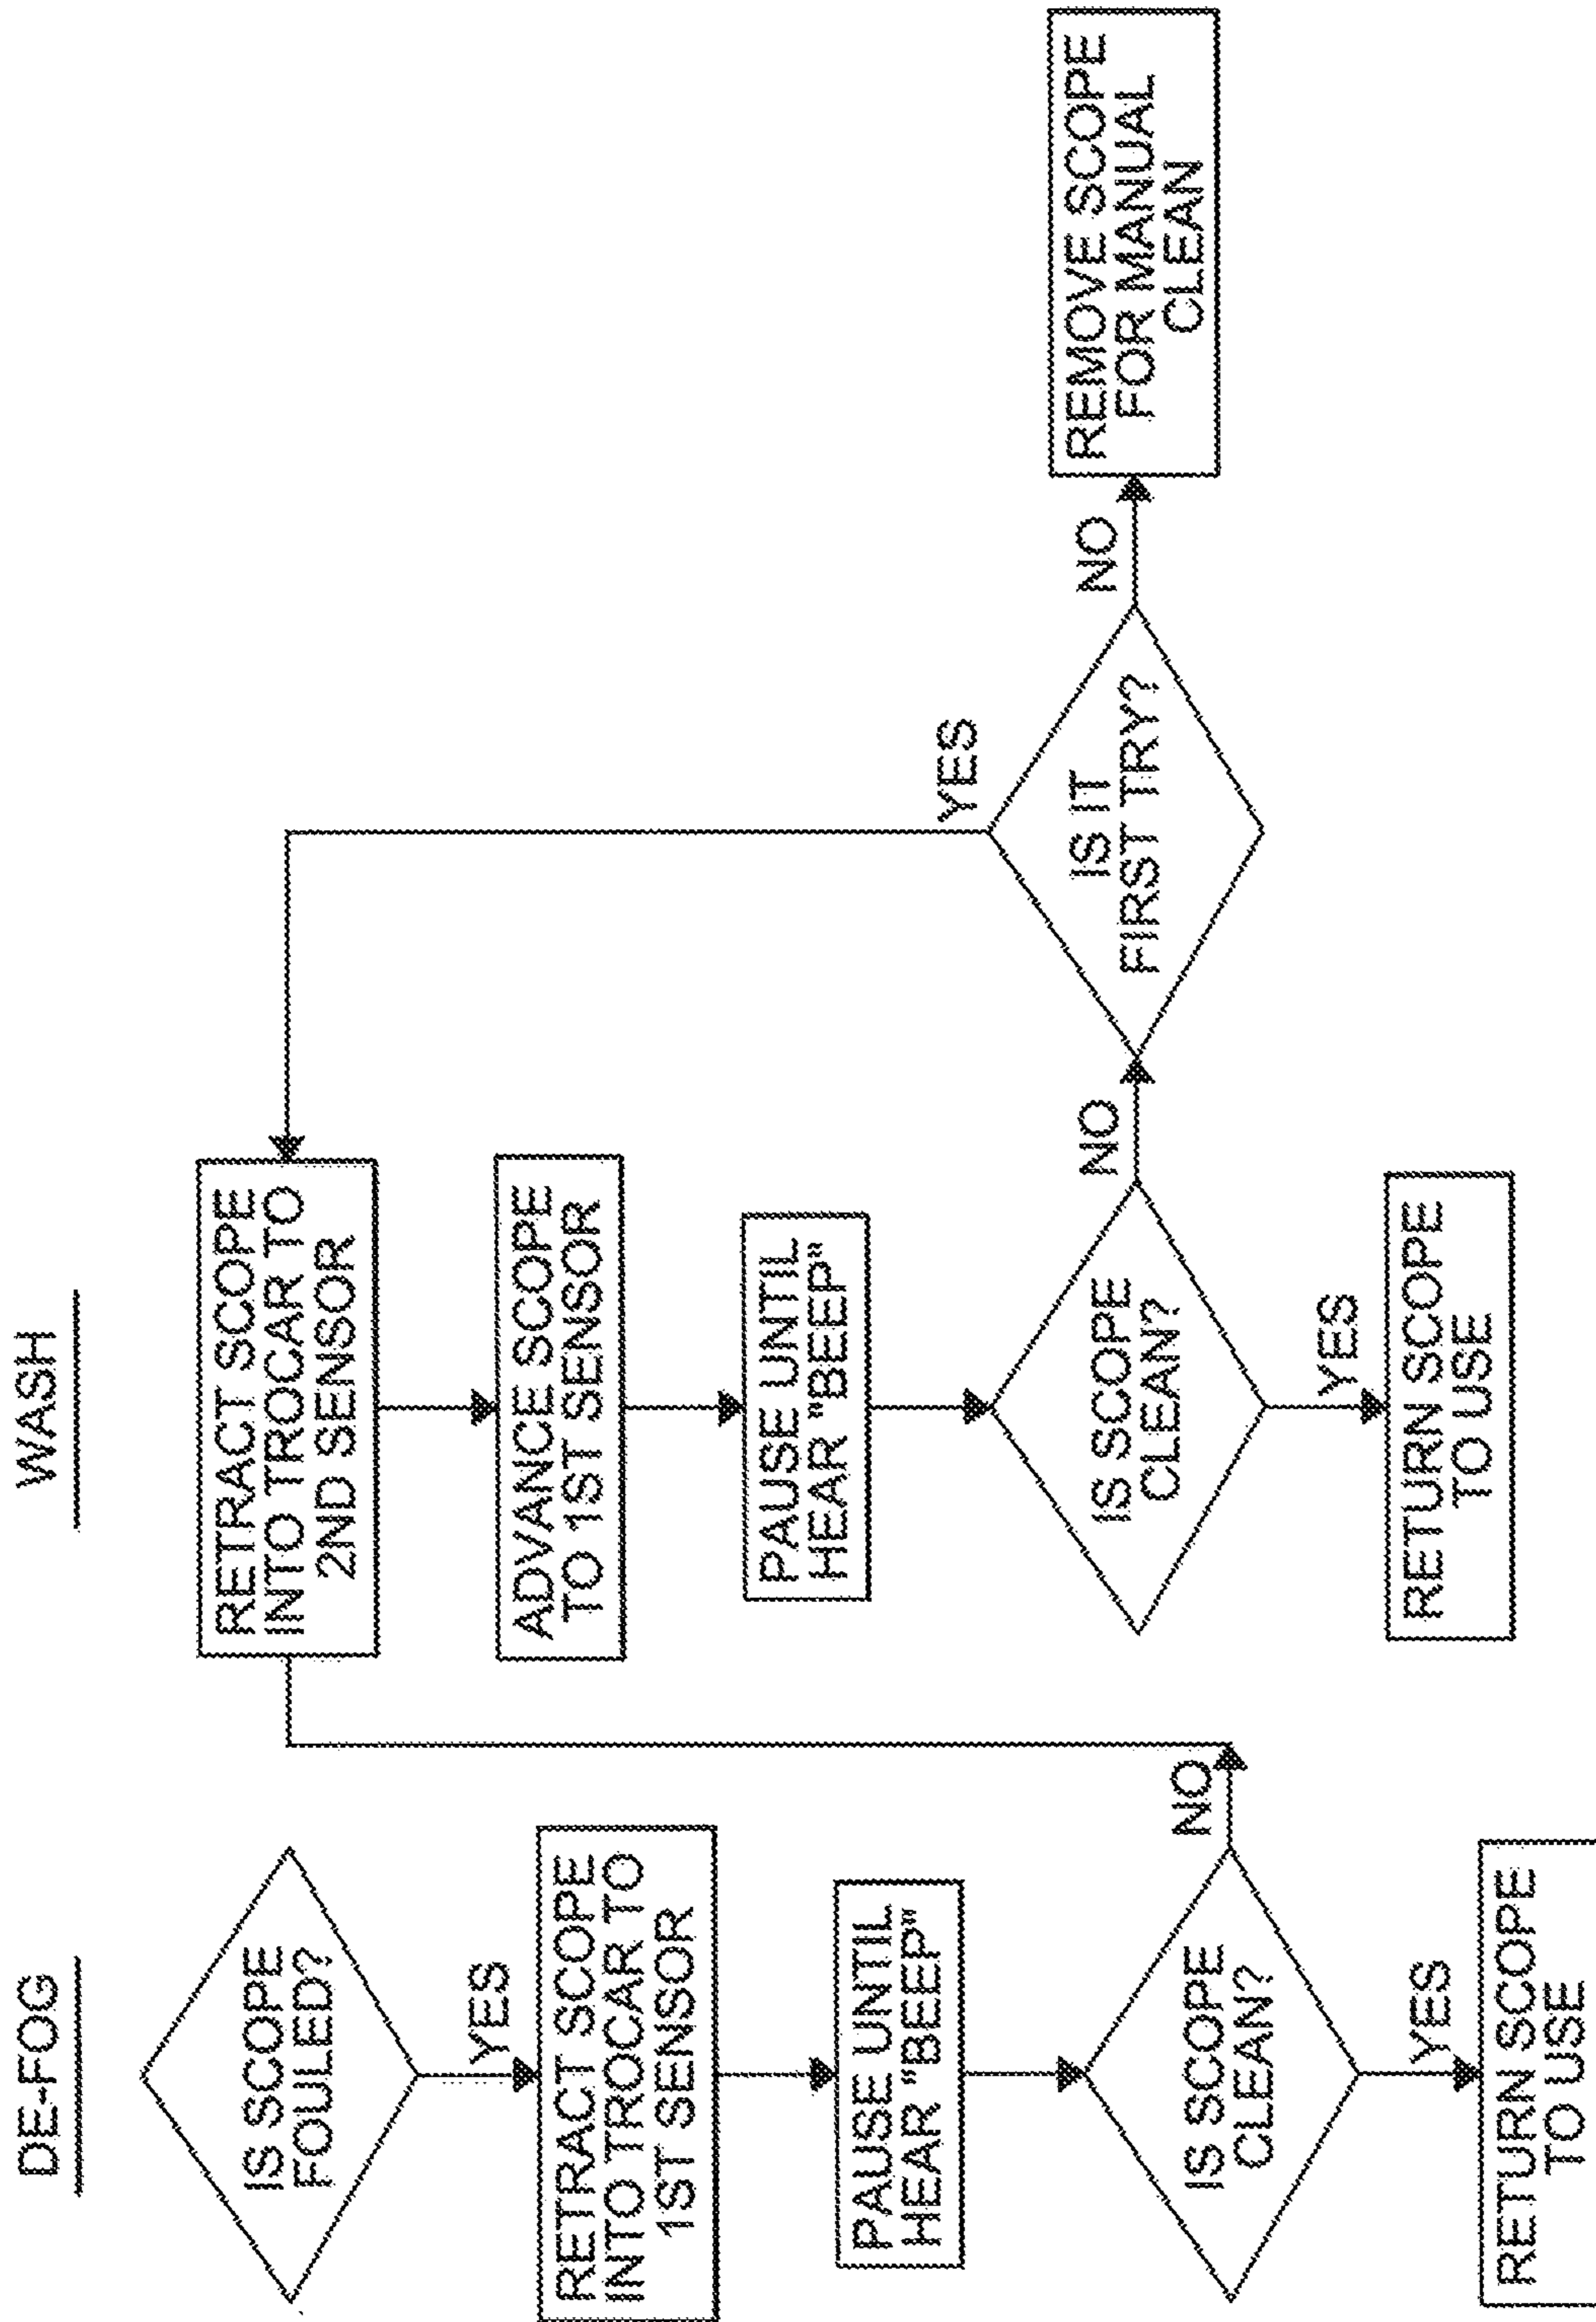 DE-FOG
IS SCOPE
FOULED?
YES
RETRACT SCOPE
INTO TROCAR TO
1ST SENSOR
PAUSE UNTIL
HEAR "BEEP"
IS SCOPE
CLEAN?
NO
YES
RETURN SCOPE
TO USE
WASH
RETRACT SCOPE
INTO TROCAR TO
2ND SENSOR
ADVANCE SCOPE
TO 1ST SENSOR
PAUSE UNTIL
HEAR "BEEP"
IS SCOPE
CLEAN?
NO
YES
RETURN SCOPE
TO USE
IS IT
FIRST TRY?
YES
NO
REMOVE SCOPE
FOR MANUAL
CLEAN